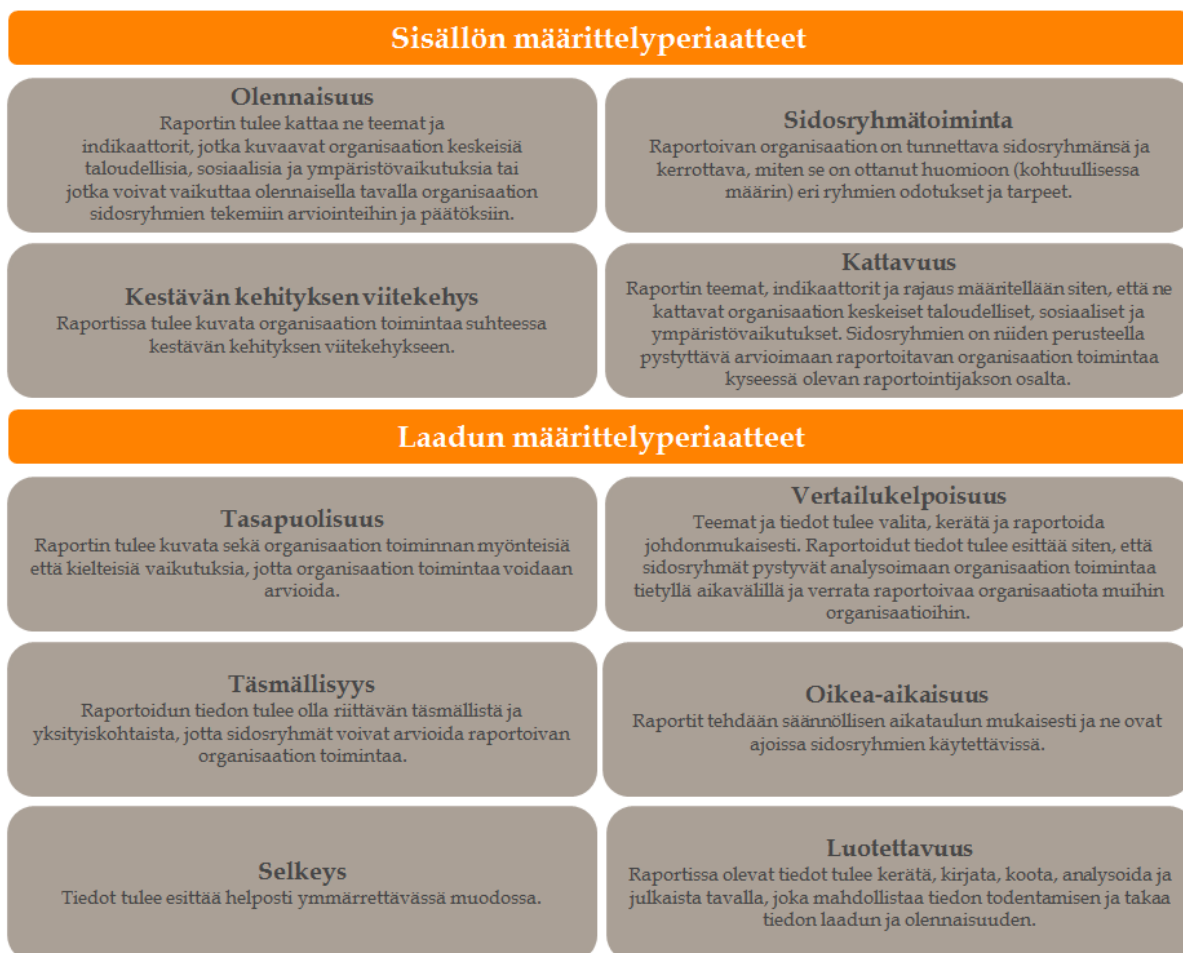 Sisällön määrittelyperiaatteet
Olennaisuus
Raportin tulee kattaa ne teemat ja
indikaattorit, jotka kuvaavat organisaation keskeisiä
taloudellisia, sosiaalisia ja ympäristövaikutuksia tai
jotka voivat vaikuttaa olennaisella tavalla organisaation
sidosryhmien tekemiin arviointeihin ja päätöksiin.
Sidosryhmätoiminta
Raportoivan organisaation on tunnettava sidosryhmänsä ja
kerrottava, miten se on ottanut huomioon (kohtuullisessa
määrin) eri ryhmien odotukset ja tarpeet.
Kestävän kehityksen viitekehys
Raportissa tulee kuvata organisaation toimintaa suhteessa
kestävän kehityksen viitekehykseen.
Kattavuus
Raportin teemat, indikaattorit ja rajaus määritellään siten, että ne
kattavat organisaation keskeiset taloudelliset, sosiaaliset ja
ympäristövaikutukset. Sidosryhmien on niiden perusteella
pystyttävä arvioimaan raportoitavan organisaation toimintaa
kyseessä olevan raportointijakson osalta.
Laadun määrittelyperiaatteet
Tasapuolisuus
Raportin tulee kuvata sekä organisaation toiminnan myönteisiä
että kielteisiä vaikutuksia, jotta organisaation toimintaa voidaan
arvioida.
Vertailukelpoisuus
Teemat ja tiedot tulee valita, kerätä ja raportoida
johdonmukaisesti. Raportoidut tiedot tulee esittää siten, että
sidosryhmät pystyvät analysoimaan organisaation toimintaa
tietyllä aikavälillä ja verrata raportoivaa organisaatiota muihin
organisaatioihin.
Täsmällisyys
Raportoidun tiedon tulee olla riittävän täsmällistä ja
yksityiskohtaista, jotta sidosryhmät voivat arvioida raportoivan
organisaation toimintaa.
Oikea-aikaisuus
Raportit tehdään säännöllisen aikataulun mukaisesti ja ne ovat
ajoissa sidosryhmien käytettävissä.
Selkeys
Tiedot tulee esittää helposti ymmärrettävässä muodossa.
Luotettavuus
Raportissa olevat tiedot tulee kerätä, kirjata, koota, analysoida ja
julkaista tavalla, joka mahdollistaa tiedon todentamisen ja takaa
tiedon laadun ja olennaisuuden.